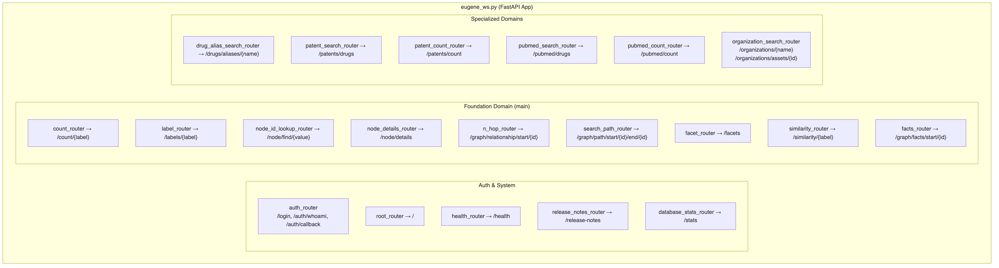 eugene_ws.py (FastAPI App)
Specialized Domains
drug_alias_search_router
→ /drugs/aliases/{name}
patent_search_router →
/patents/drugs
patent_count_router →
/patents/count
pubmed_search_router →
/pubmed/drugs
pubmed_count_router →
/pubmed/count
organization_search_router
/organizations/{name}
/organizations/assets/{id}
Foundation Domain (main)
count_router →
/count/{label}
label_router →
/labels/{label}
node_id_lookup_router →
/node/find/{value}
node_details_router →
/node/details
n_hop_router →
/graph/relationship/start/{id}
search_path_router →
/graph/path/start/{id}/end/{id}
facet_router → /facets
similarity_router →
/similarity/{label}
facts_router →
/graph/facts/start/{id}
Auth & System
auth_router
/login, /auth/whoami,
/auth/callback
root_router → /
health_router → /health
release_notes_router →
/release-notes
database_stats_router →
/stats